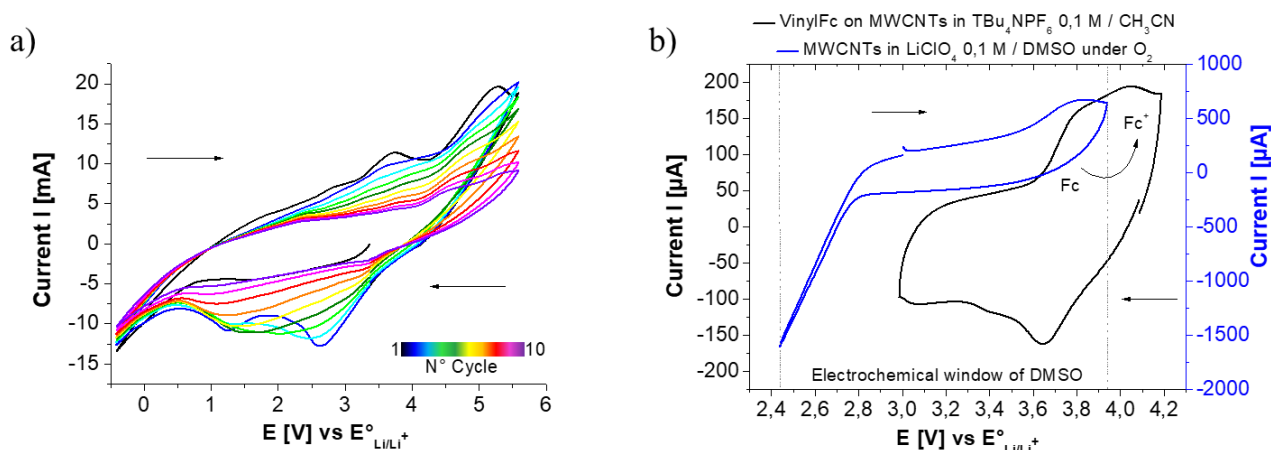 a)
Current I [mA]
20
15
10
5
0
-5
-10
-15
1 10
N° Cycle
0 1 2 3 4 5 6
E [V] vs E°Li/Li+
b)
VinylFc on MWCNTs in TBu4NPF6 0,1 M / CH3CN
MWCNTs in LiClO4 0,1 M / DMSO under O2
Current I [µA]
200
150
100
50
0
-50
-100
-150
-200
Fc+
Fc
Electrochemical window of DMSO
1000
500
0
-500
-1000
-1500
-2000
Current I [µA]
2,4 2,6 2,8 3,0 3,2 3,4 3,6 3,8 4,0 4,2
E [V] vs E°Li/Li+